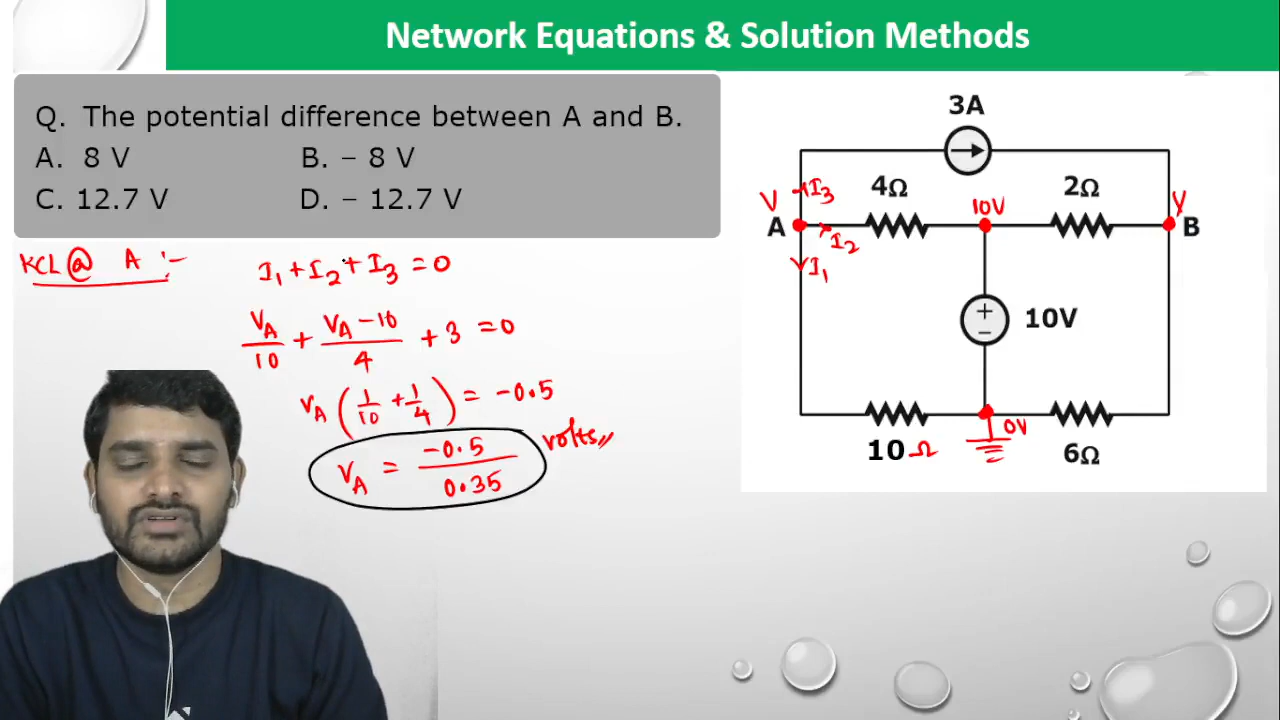 Network Equations & Solution Methods
Q. The potential difference between A and B.
A. 8 V
B. – 8 V
C. 12.7 V
D. – 12.7 V
KCL @ A :-
I1 + I2 + I3 = 0
VA/10 + VA - 10/4 + 3 = 0
VA (1/10 + 1/4) = -0.5
VA = -0.5/0.35 volts
3A
4Ω
2Ω
I3
V
10V
A
B
I2
I1
10V
+
–
0V
10 Ω
6Ω